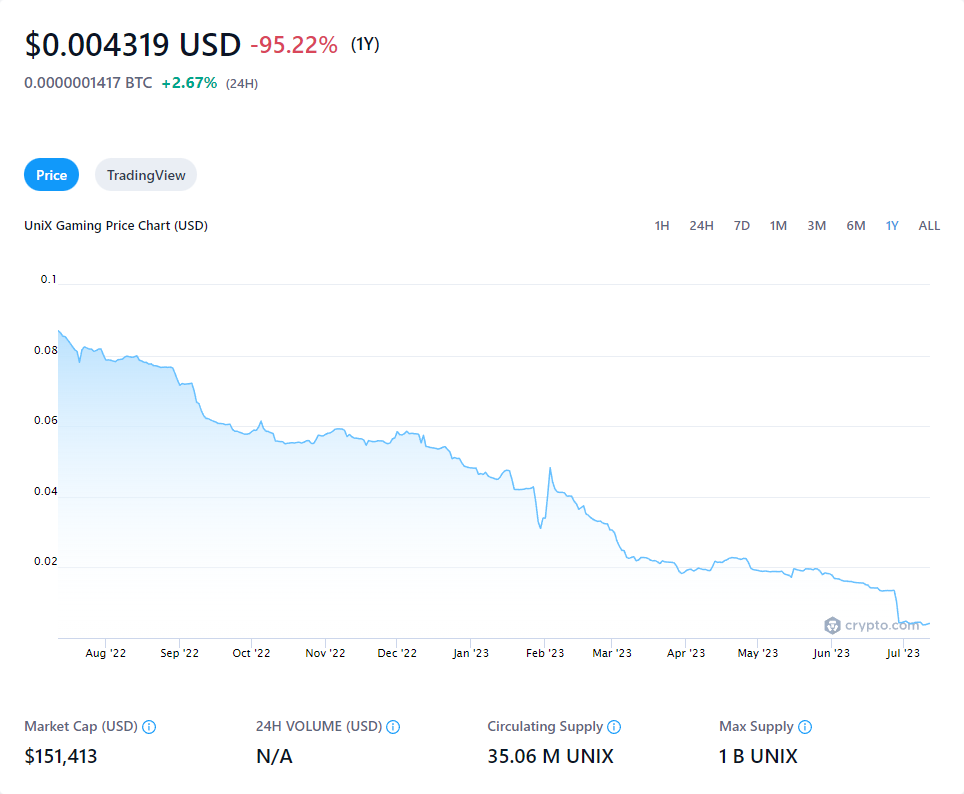 $0.004319 USD -95.22% (1Y)
0.0000001417 BTC +2.67% (24H)
Price TradingView
UniX Gaming Price Chart (USD) 1H 24H 7D 1M 3M 6M 1Y ALL
0.1
0.08
0.06
0.04
0.02
crypto.com
Aug '22 Sep '22 Oct '22 Nov '22 Dec '22 Jan '23 Feb '23 Mar '23 Apr '23 May '23 Jun '23 Jul '23
Market Cap (USD) 24H VOLUME (USD) Circulating Supply Max Supply
$151,413 N/A 35.06 M UNIX 1 B UNIX